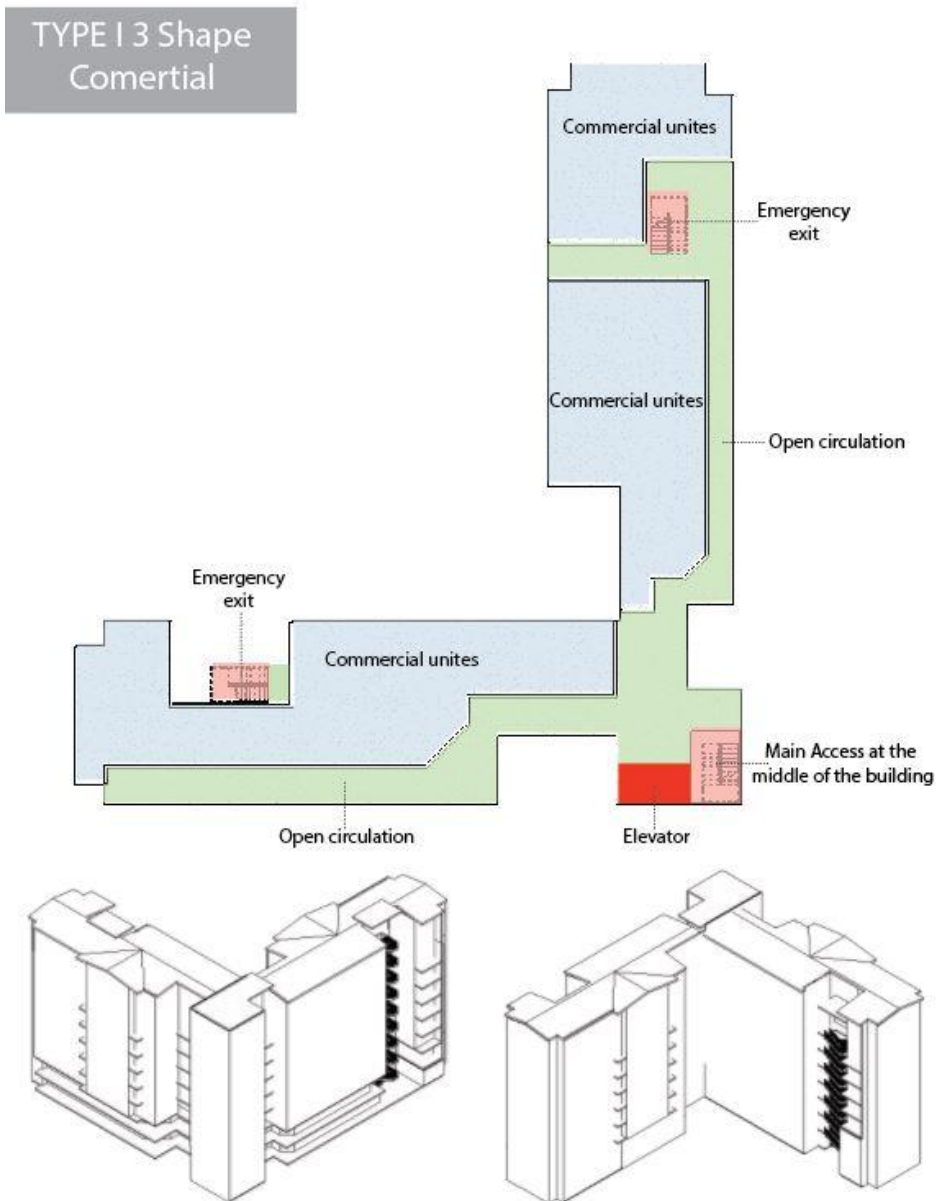 TYPE I 3 Shape
Comertial
Commercial unites
Emergency
exit
Commercial unites
Open circulation
Emergency
exit
Commercial unites
Main Access at the
middle of the building
Open circulation
Elevator